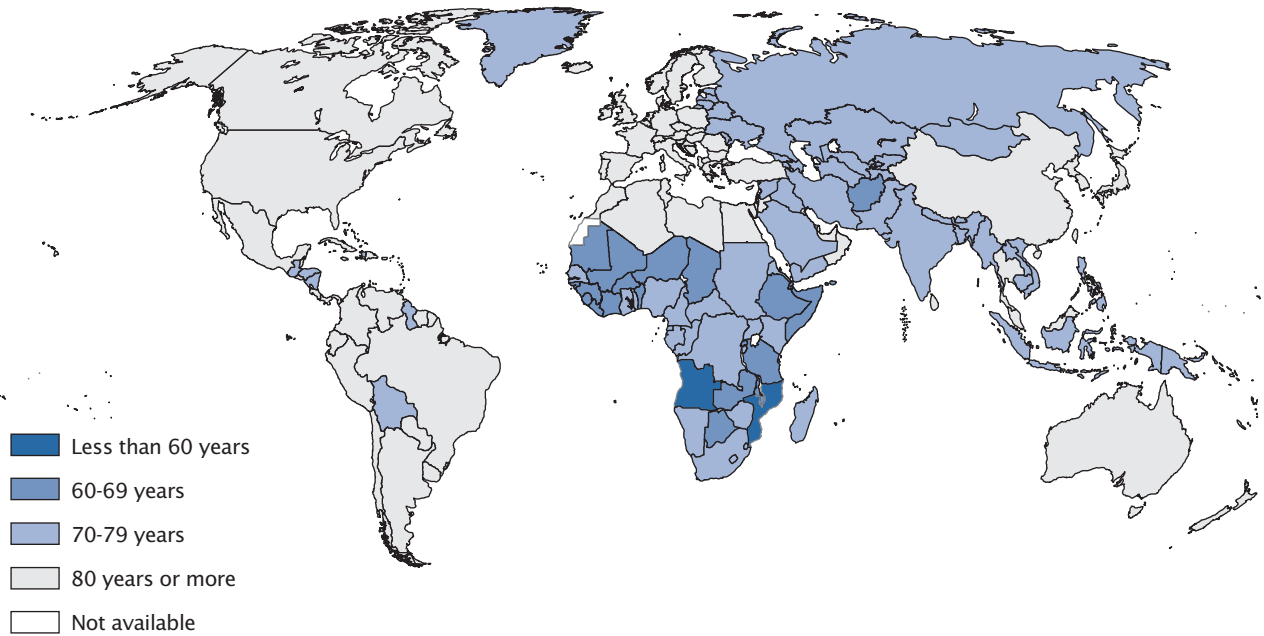 Less than 60 years
60-69 years
70-79 years
80 years or more
Not available